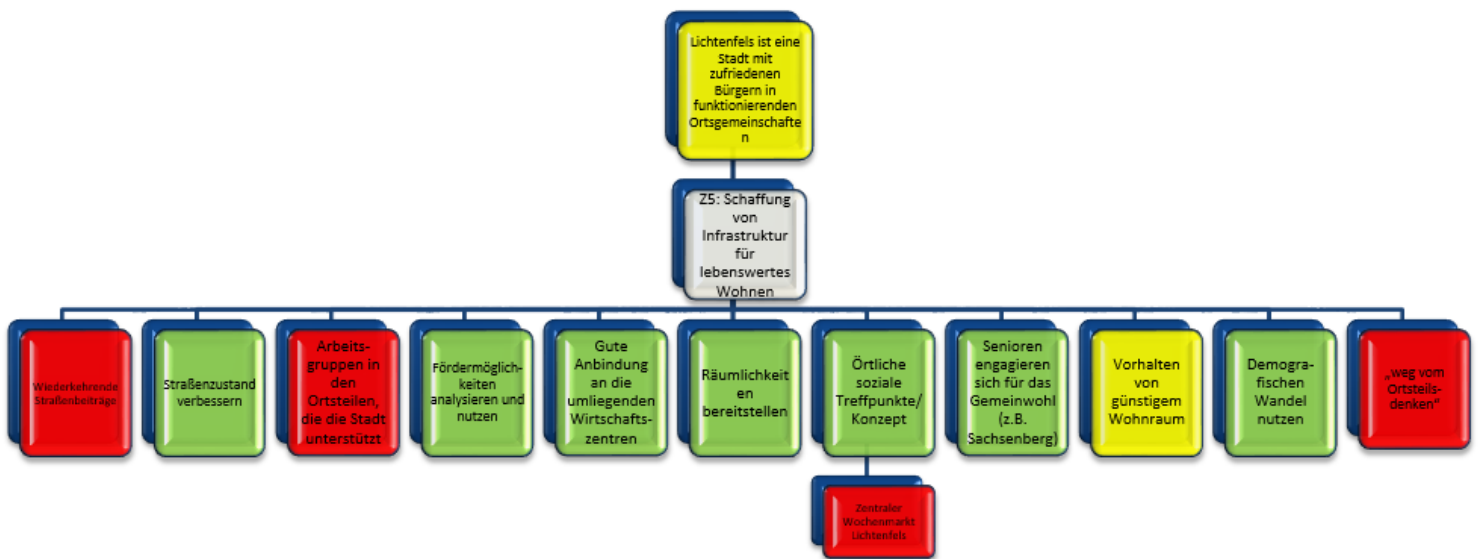 Lichtenfels ist eine
Stadt mit
zufriedenen
Bürgern in
funktionierenden
Ortsgemeinschafte
n
Z5: Schaffung
von
Infrastruktur
für
lebenswertes
Wohnen
Wiederkehrende
Straßenbeiträge
Straßenzustand
verbessern
Arbeits-
gruppen in
den
Ortsteilen,
die die Stadt
unterstützt
Fördermöglich-
keiten
analysieren und
nutzen
Gute
Anbindung
an die
umliegenden
Wirtschafts-
zentren
Räumlichkeit
en
bereitstellen
Örtliche
soziale
Treffpunkte/
Konzept
Senioren
engagieren
sich für das
Gemeinwohl
(z.B.
Sachsenberg)
Vorhalten
von
günstigem
Wohnraum
Demogra-
fischen
Wandel
nutzen
„weg vom
Ortsteils-
denken“
Zentraler
Wochenmarkt
Lichtenfels